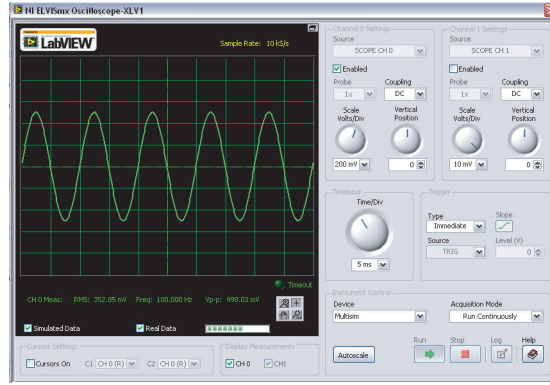 NI ELVISmx Oscilloscope-XLV1
LabVIEW
Sample Rate: 10 kS/s
Timeout
CH 0 Meas: RMS: 352.85 mV Freq: 100.000 Hz Vp-p: 998.03 mV
Simulated Data
Real Data
Cursors Settings
Cursors On C1 CH 0 (R) C2 CH 0 (R)
Display Measurements
CH 0 CH1
Channel 0 Settings
Source
SCOPE CH 0
Enabled
Probe Coupling
1x DC
Scale Vertical
Volts/Div Position
200 mV 0
Channel 1 Settings
Source
SCOPE CH 1
Enabled
Probe Coupling
1x DC
Scale Vertical
Volts/Div Position
10 mV 0
Timebase
Time/Div
5 ms
Trigger
Type Slope
Immediate
Source Level (V)
TRIG 0
Instrument Control
Device Acquisition Mode
Multisim Run Continuously
Run Stop Log Help
Autoscale